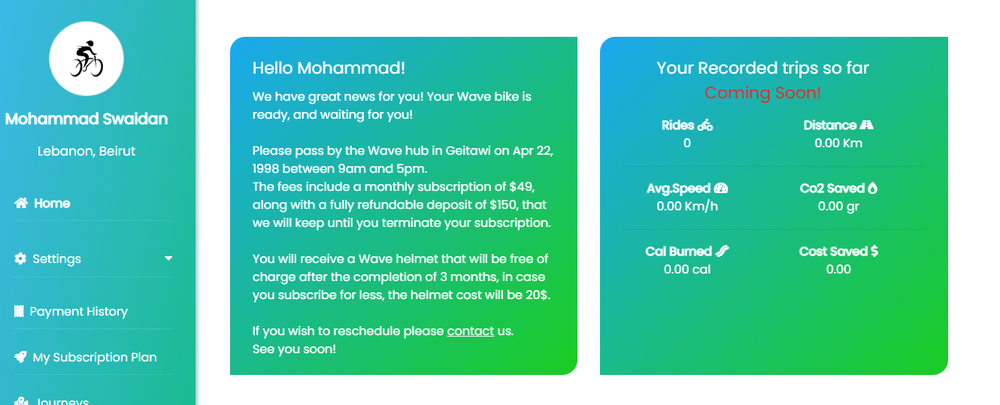 Mohammad Swaidan
Lebanon, Beirut
Home
Settings
Payment History
My Subscription Plan
Journeys
Hello Mohammad!
We have great news for you! Your Wave bike is
ready, and waiting for you!
Please pass by the Wave hub in Geitawi on Apr 22,
1998 between 9am and 5pm.
The fees include a monthly subscription of $49,
along with a fully refundable deposit of $150, that
we will keep until you terminate your subscription.
You will receive a Wave helmet that will be free of
charge after the completion of 3 months, in case
you subscribe for less, the helmet cost will be 20$.
If you wish to reschedule please contact us.
See you soon!
Your Recorded trips so far
Coming Soon!
Rides
0
Distance
0.00 Km
Avg.Speed
0.00 Km/h
Co2 Saved
0.00 gr
Cal Burned
0.00 cal
Cost Saved $
0.00